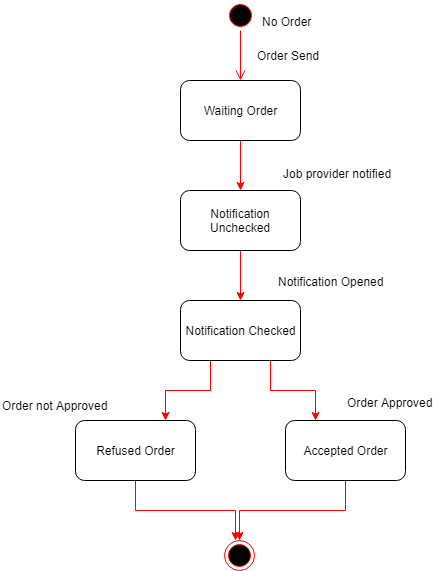 No Order
Order Send
Waiting Order
Job provider notified
Notification
Unchecked
Notification Opened
Notification Checked
Order not Approved
Order Approved
Refused Order
Accepted Order